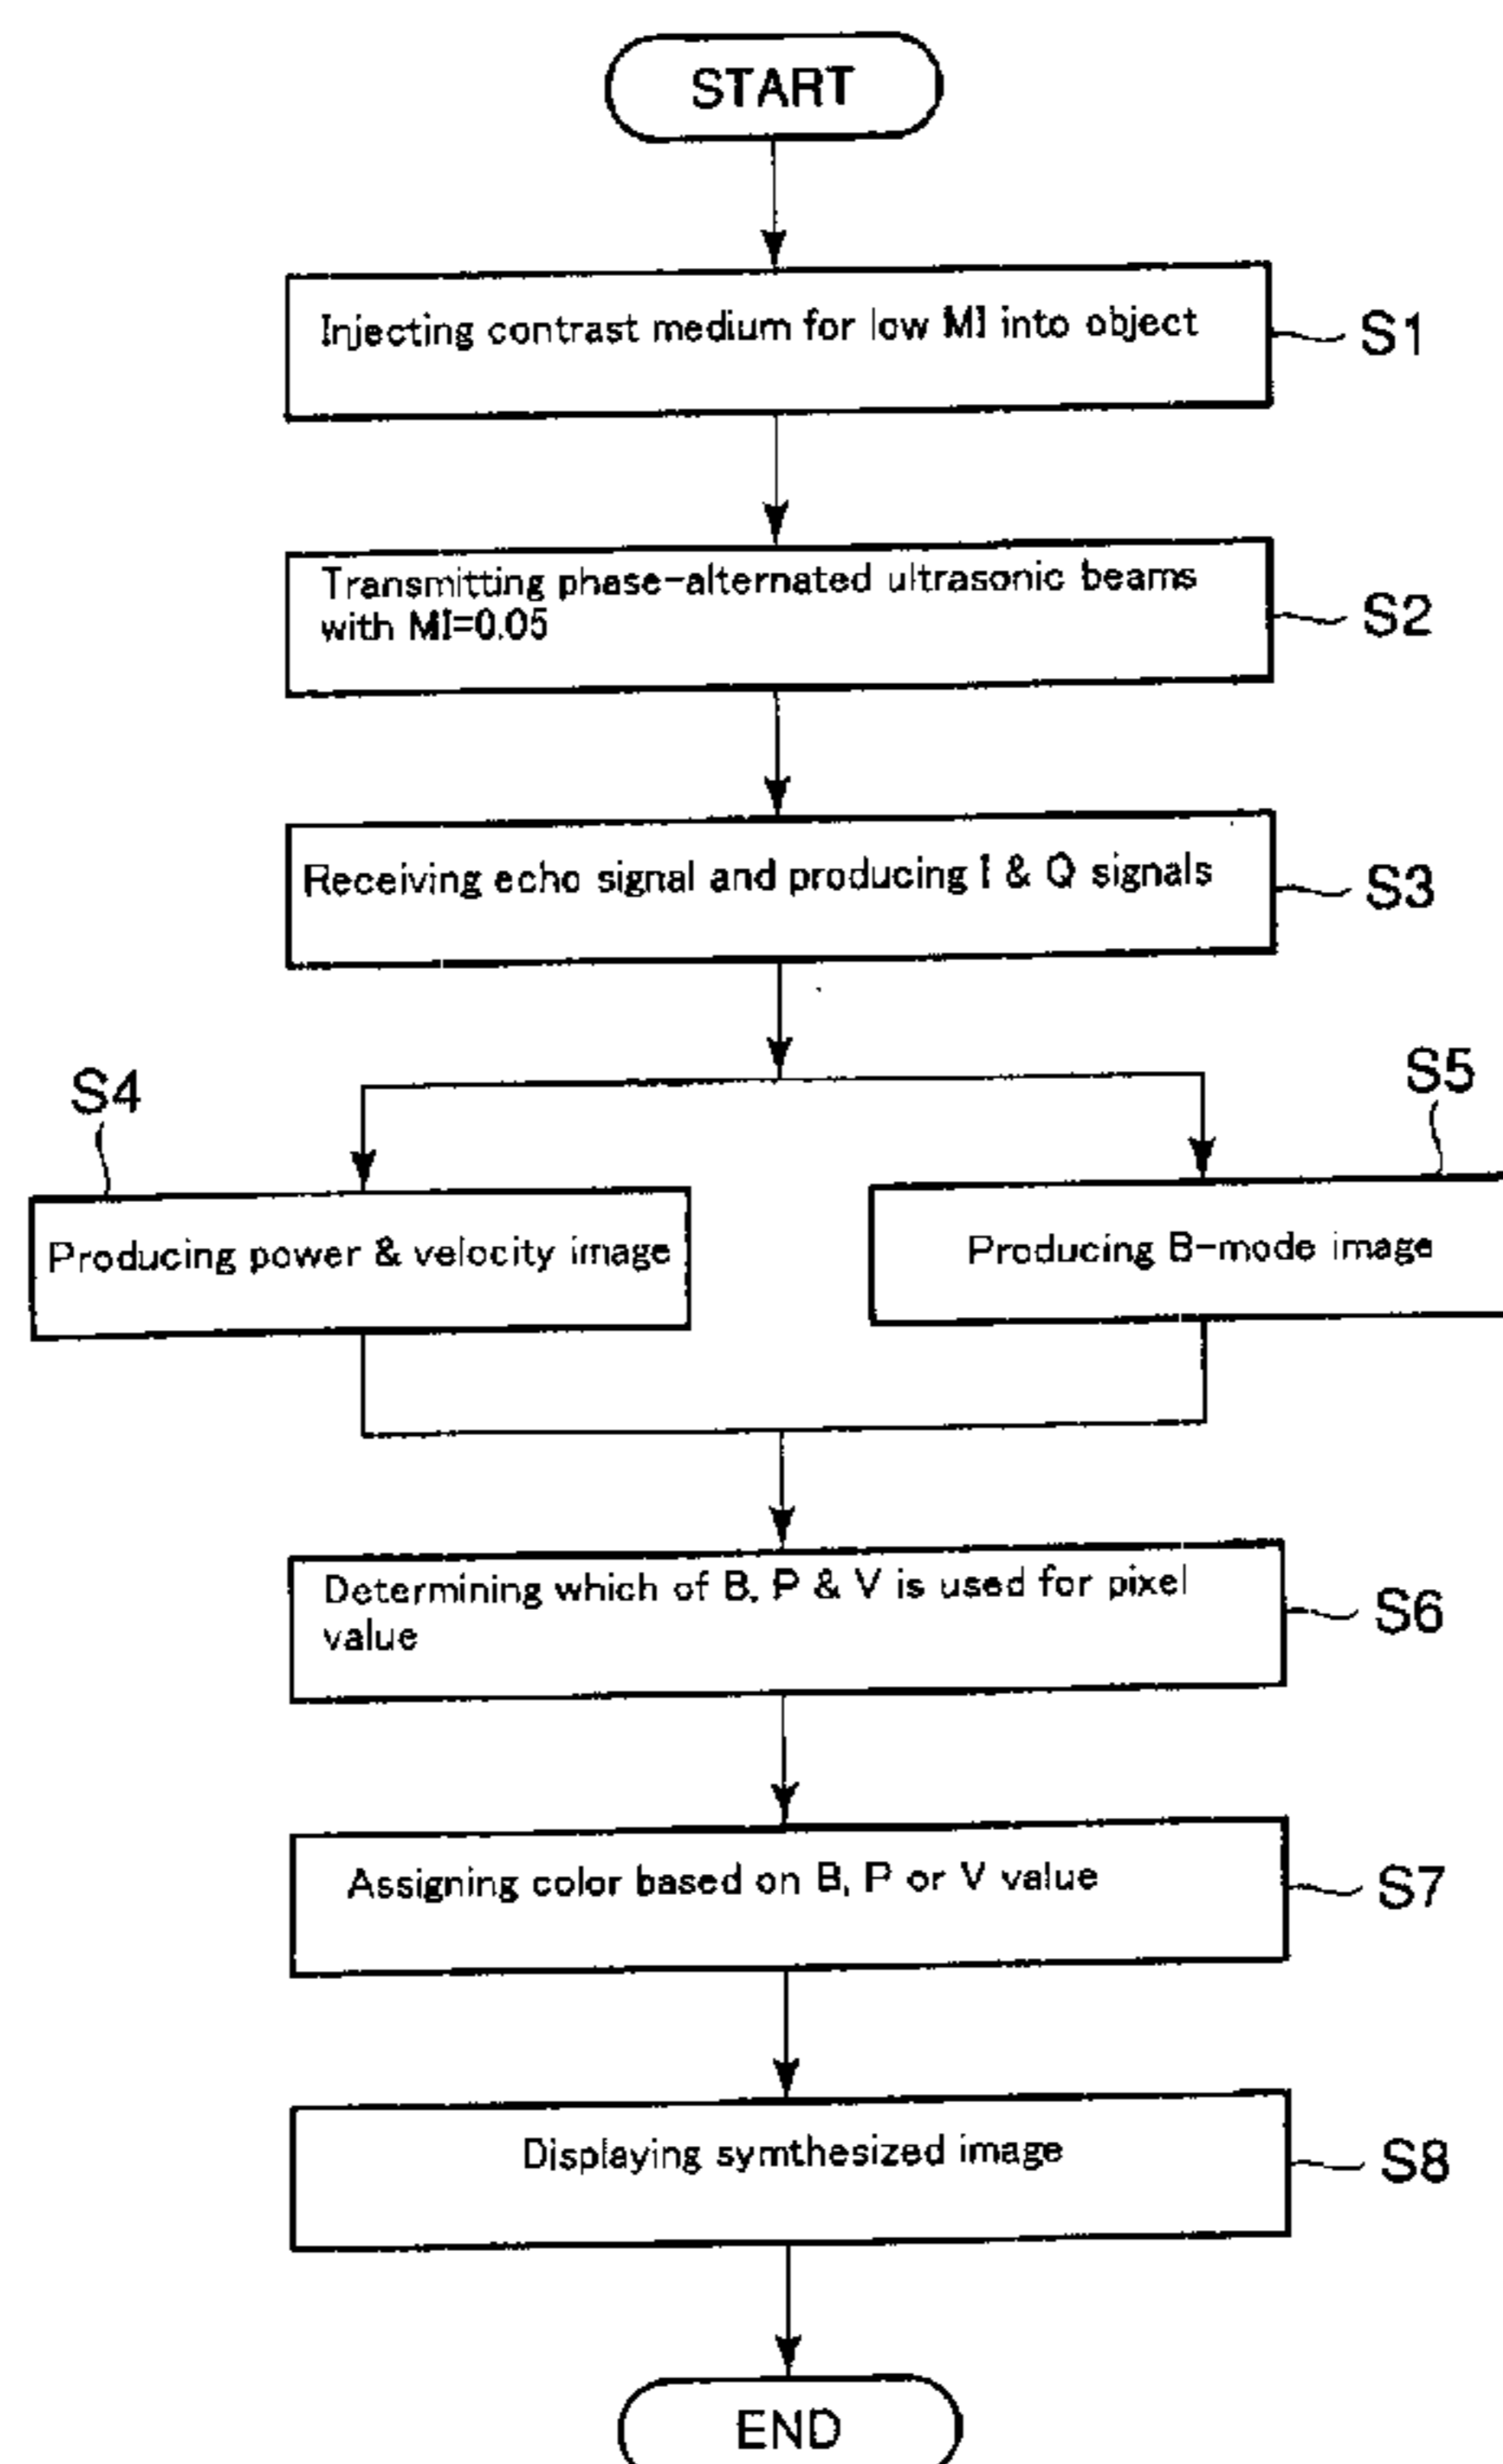 START
Injecting contrast medium for low MI into object
S1
Transmitting phase-alternated ultrasonic beams
with MI=0.05
S2
Receiving echo signal and producing I & Q signals
S3
S4
S5
Producing power & velocity image
Producing B-mode image
Determining which of B, P & V is used for pixel
value
S6
Assigning color based on B, P or V value
S7
Displaying symthesized image
S8
END